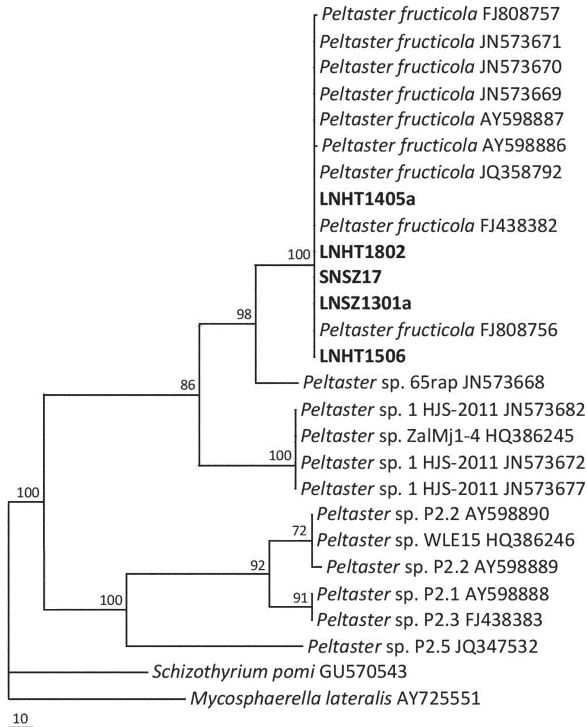 Peltaster fructicola FJ808757
Peltaster fructicola JN573671
Peltaster fructicola JN573670
Peltaster fructicola JN573669
Peltaster fructicola AY598887
Peltaster fructicola AY598886
Peltaster fructicola JQ358792
LNHT1405a
Peltaster fructicola FJ438382
LNHT1802
100
SNSZ17
LNSZ1301a
98
Peltaster fructicola FJ808756
LNHT1506
Peltaster sp. 65rap JN573668
86
Peltaster sp. 1 HJS-2011 JN573682
Peltaster sp. ZalMj1-4 HQ386245
100
Peltaster sp. 1 HJS-2011 JN573672
Peltaster sp. 1 HJS-2011 JN573677
100
Peltaster sp. P2.2 AY598890
72
Peltaster sp. WLE15 HQ386246
92
Peltaster sp. P2.2 AY598889
Peltaster sp. P2.1 AY598888
91
100
Peltaster sp. P2.3 FJ438383
Peltaster sp. P2.5 JQ347532
Schizothyrium pomi GU570543
Mycosphaerella lateralis AY725551
10